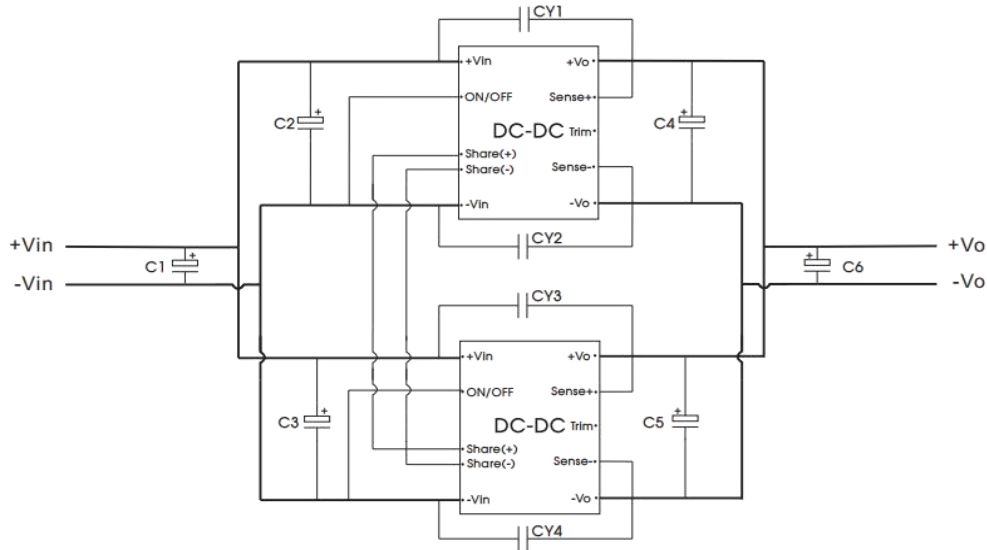 CY1
+Vin
+Vo
ON/OFF
Sense+
C2
DC-DC
Trim
C4
Share(+)
Share(-)
Sense-
-Vin
-Vo
CY2
+Vin
+Vo
C1
C6
-Vin
-Vo
CY3
+Vin
+Vo
ON/OFF
Sense+
C3
DC-DC
Trim
C5
Share(+)
Share(-)
Sense-
-Vin
-Vo
CY4